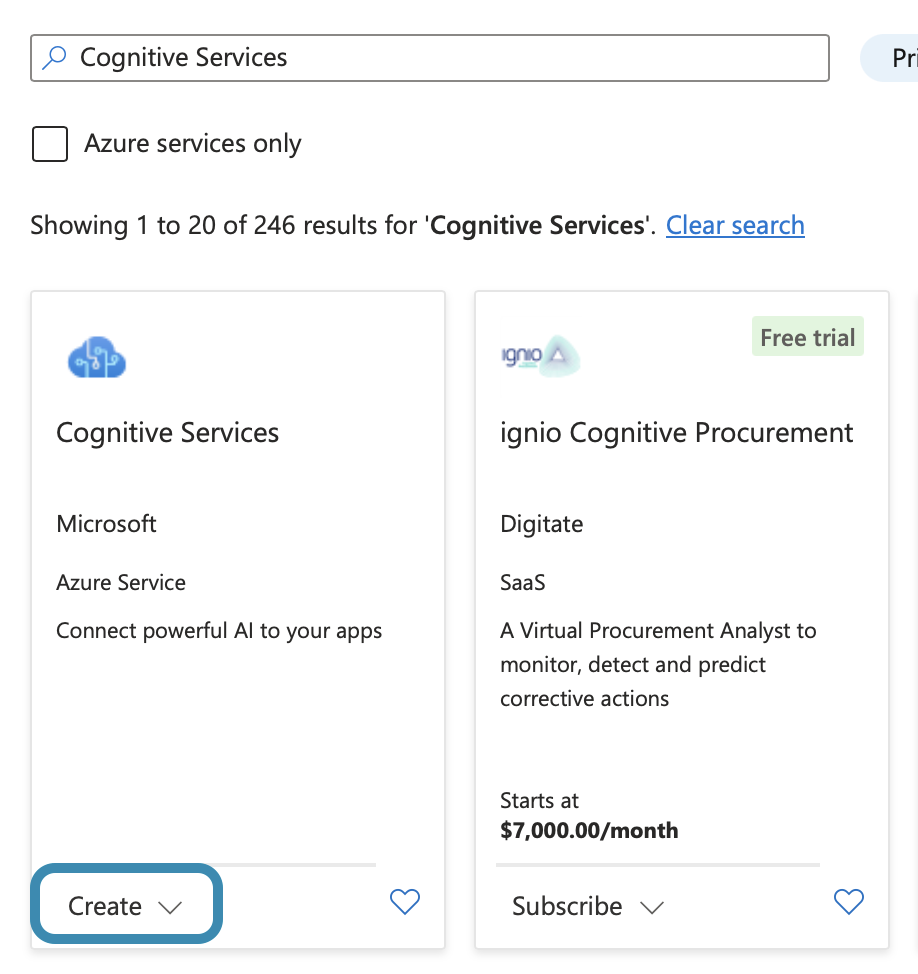 Cognitive Services
Pri
Azure services only
Showing 1 to 20 of 246 results for 'Cognitive Services'. Clear search
Cognitive Services
Microsoft
Azure Service
Connect powerful AI to your apps
Create
ignio
Free trial
ignio Cognitive Procurement
Digitate
SaaS
A Virtual Procurement Analyst to
monitor, detect and predict
corrective actions
Starts at
$7,000.00/month
Subscribe